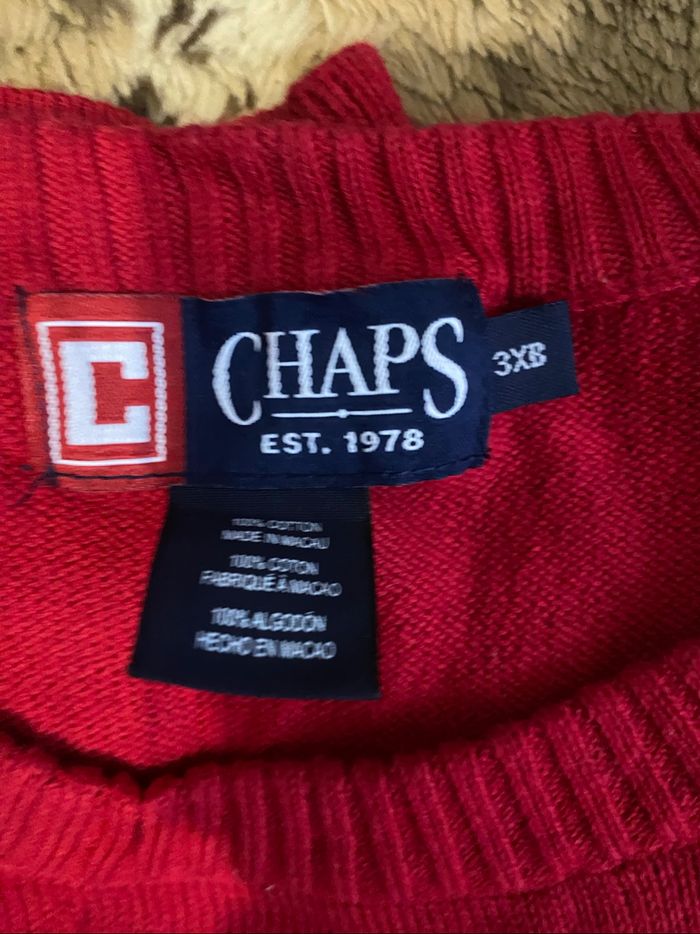 C
CHAPS
EST. 1978
3XB
100% COTTON
MADE IN MACAU
100% COTON
FABRIQUÉ À MACAO
100% ALGODÓN
HECHO EN MACAO